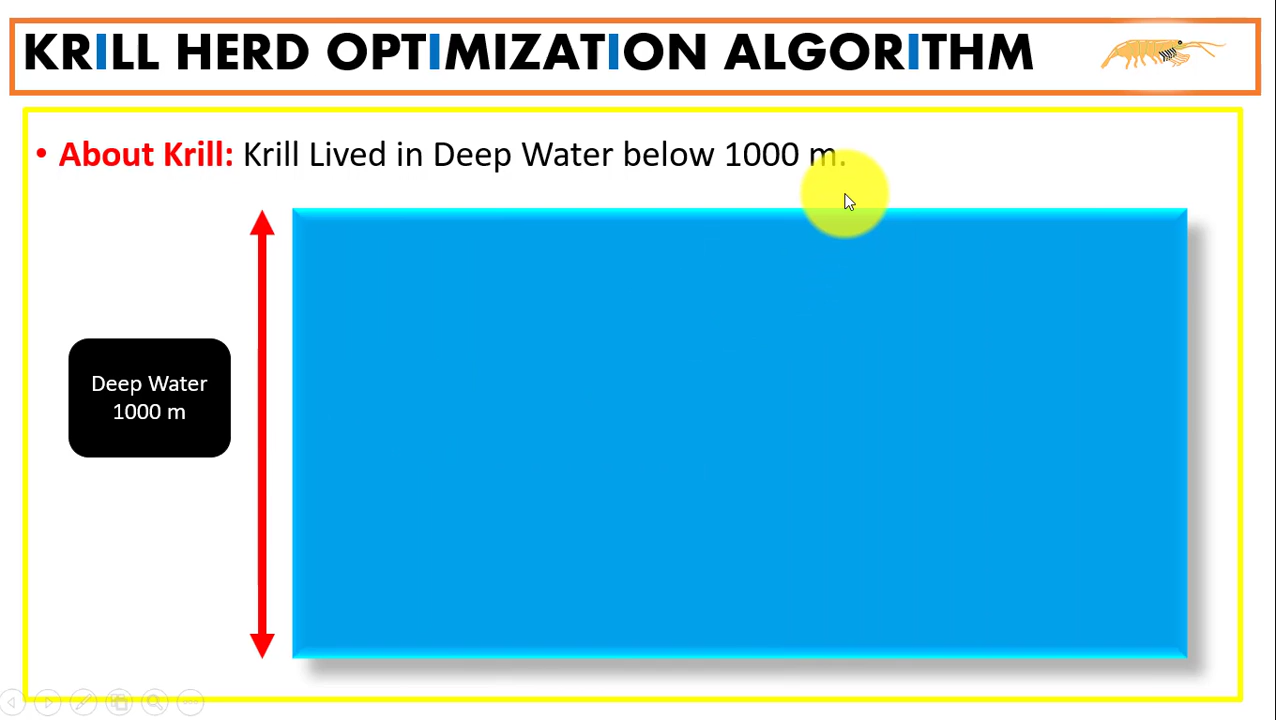 KRILL HERD OPTIMIZATION ALGORITHM
• About Krill: Krill Lived in Deep Water below 1000 m.
Deep Water
1000 m